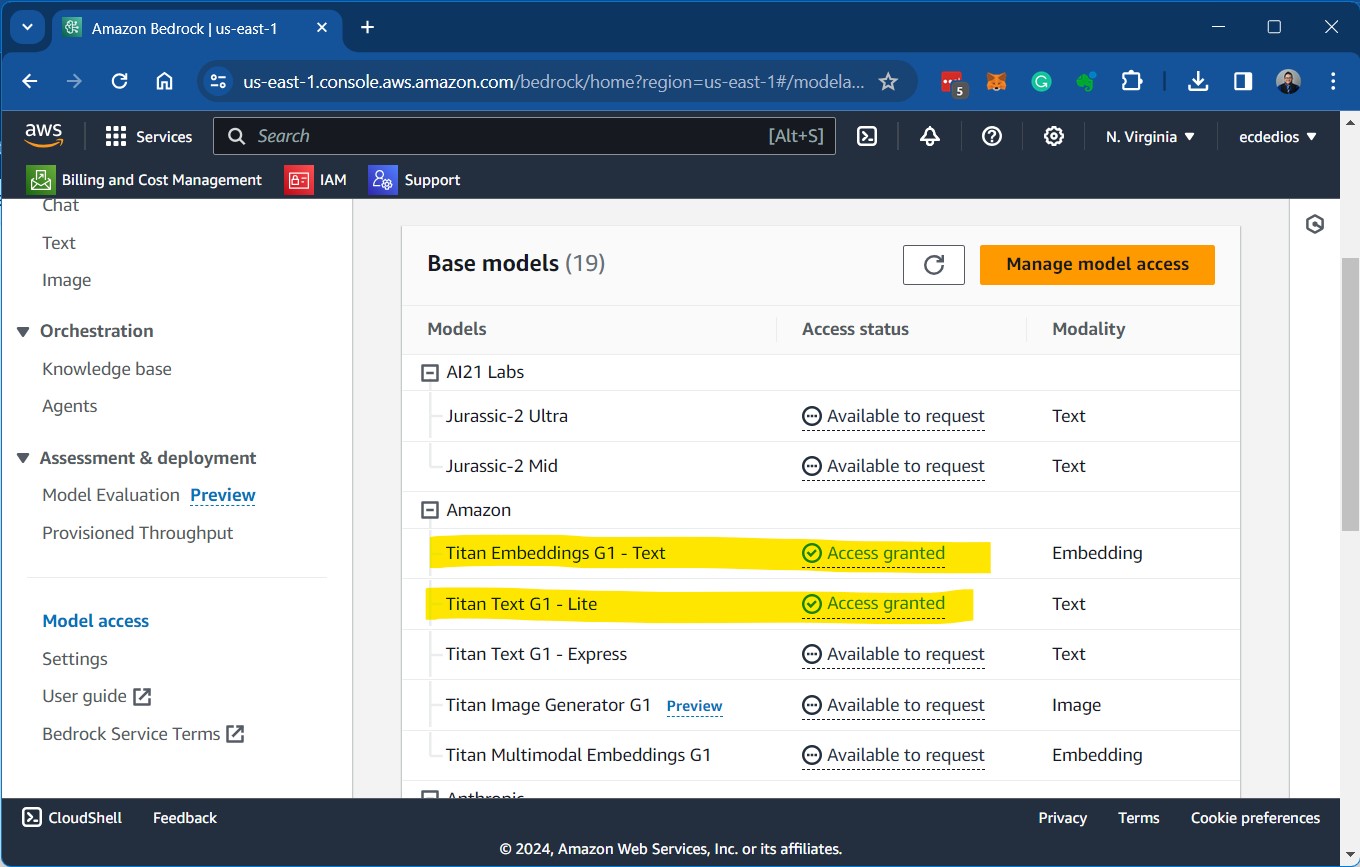 Amazon Bedrock | us-east-1
us-east-1.console.aws.amazon.com/bedrock/home?region=us-east-1#/modela...
5
aws
Services
Search
[Alt+S]
N. Virginia
ecdedios
Billing and Cost Management
IAM
Support
Chat
Text
Image
Orchestration
Knowledge base
Agents
Assessment & deployment
Model Evaluation Preview
Provisioned Throughput
Model access
Settings
User guide
Bedrock Service Terms
Base models (19)
Manage model access
Models Access status Modality
AI21 Labs
Jurassic-2 Ultra Available to request Text
Jurassic-2 Mid Available to request Text
Amazon
Titan Embeddings G1 - Text Access granted Embedding
Titan Text G1 - Lite Access granted Text
Titan Text G1 - Express Available to request Text
Titan Image Generator G1 Preview Available to request Image
Titan Multimodal Embeddings G1 Available to request Embedding
Anthropic
CloudShell
Feedback
Privacy
Terms
Cookie preferences
© 2024, Amazon Web Services, Inc. or its affiliates.